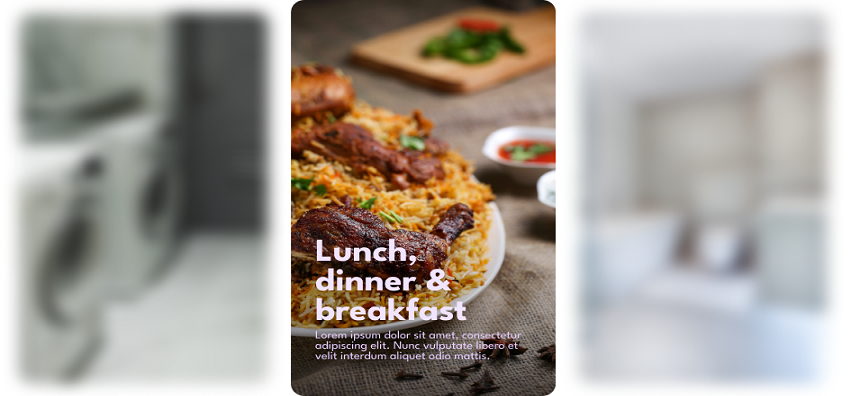 Lunch,
dinner &
breakfast
Lorem ipsum dolor sit amet, consectetur
adipiscing elit. Nunc vulputate libero et
velit interdum aliquet odio mattis.